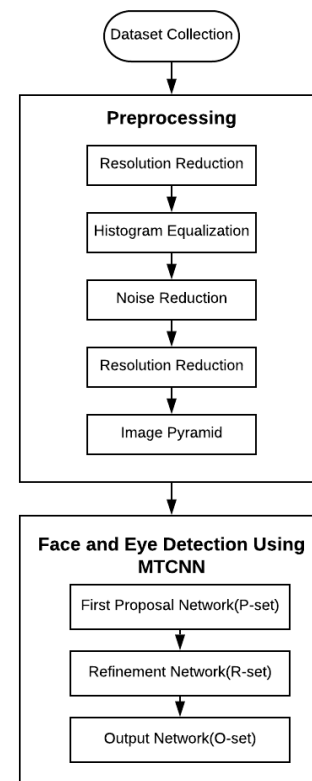 Dataset Collection
Preprocessing
Resolution Reduction
Histogram Equalization
Noise Reduction
Resolution Reduction
Image Pyramid
Face and Eye Detection Using
MTCNN
First Proposal Network(P-set)
Refinement Network(R-set)
Output Network(O-set)